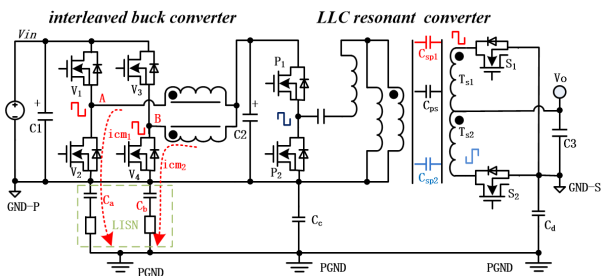 interleaved buck converter
LLC resonant converter
Vin
V1
V3
A
B
+
C1
V2
V4
icm1
icm2
Ca
Cb
LISN
GND-P
PGND
C2
+
P1
P2
Cc
PGND
Csp1
Cps
Csp2
Ts1
Ts2
S1
S2
Vo
C3
GND-S
Cd
PGND